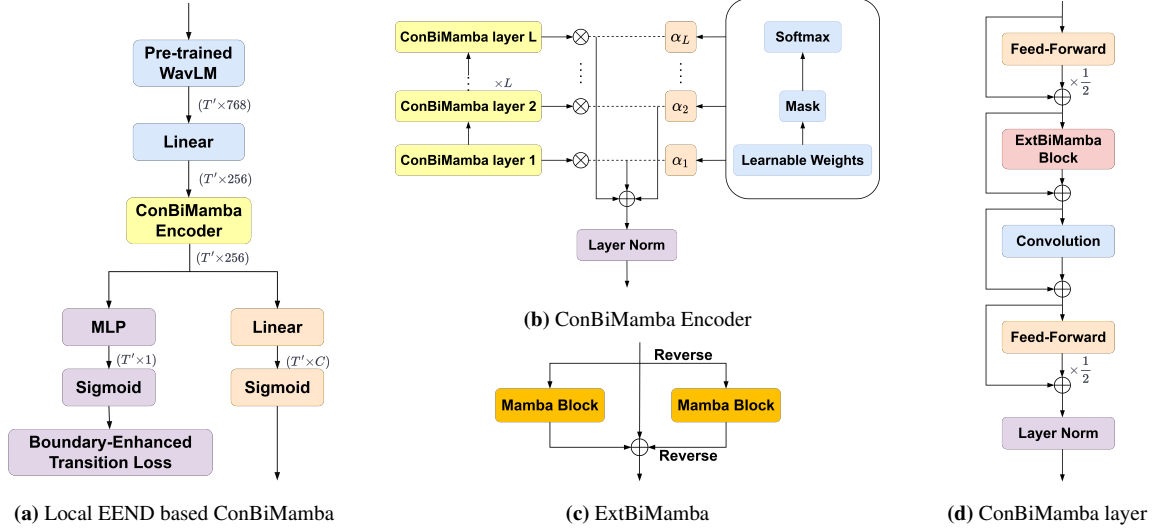 Pre-trained
WavLM
(T′×768)
Linear
(T′×256)
ConBiMamba
Encoder
(T′×256)
MLP
Linear
(T′×1)
(T′×C)
Sigmoid
Sigmoid
Boundary-Enhanced
Transition Loss
(a) Local EEND based ConBiMamba
ConBiMamba layer L
α_L
Softmax
×L
ConBiMamba layer 2
α_2
Mask
ConBiMamba layer 1
α_1
Learnable Weights
Layer Norm
(b) ConBiMamba Encoder
Reverse
Mamba Block
Mamba Block
Reverse
(c) ExtBiMamba
Feed-Forward
×1/2
ExtBiMamba
Block
Convolution
Feed-Forward
×1/2
Layer Norm
(d) ConBiMamba layer